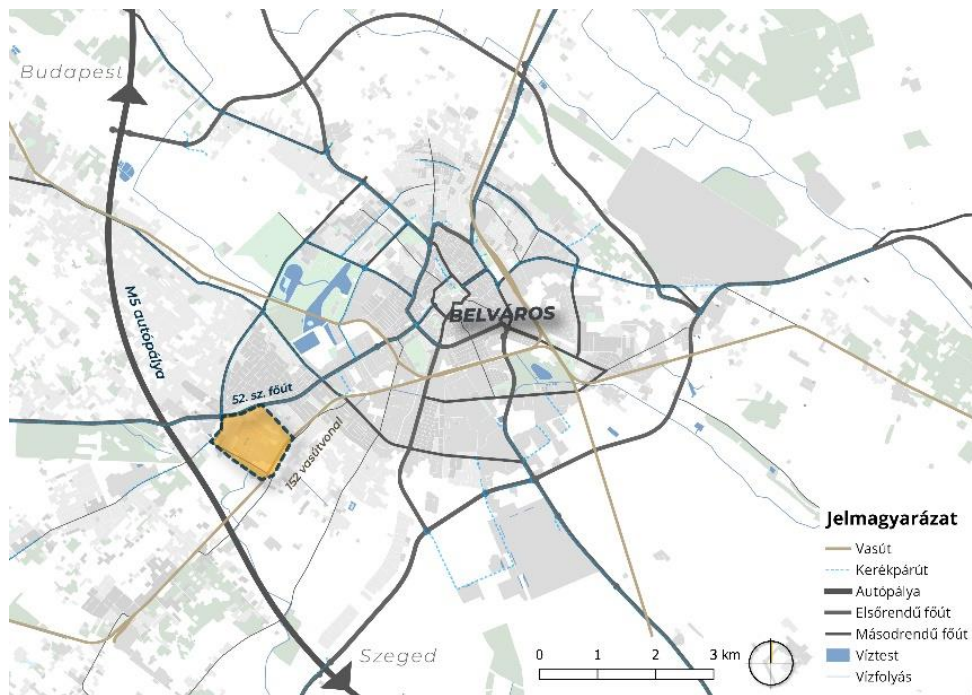 Budapest
M5 autópálya
BELVÁROS
52. sz. főút
152 vasútvonal
Szeged
0 1 2 3 km
Jelmagyarázat
Vasút
Kerékpárút
Autópálya
Elsőrendű főút
Másodrendű főút
Víztest
Vízfolyás